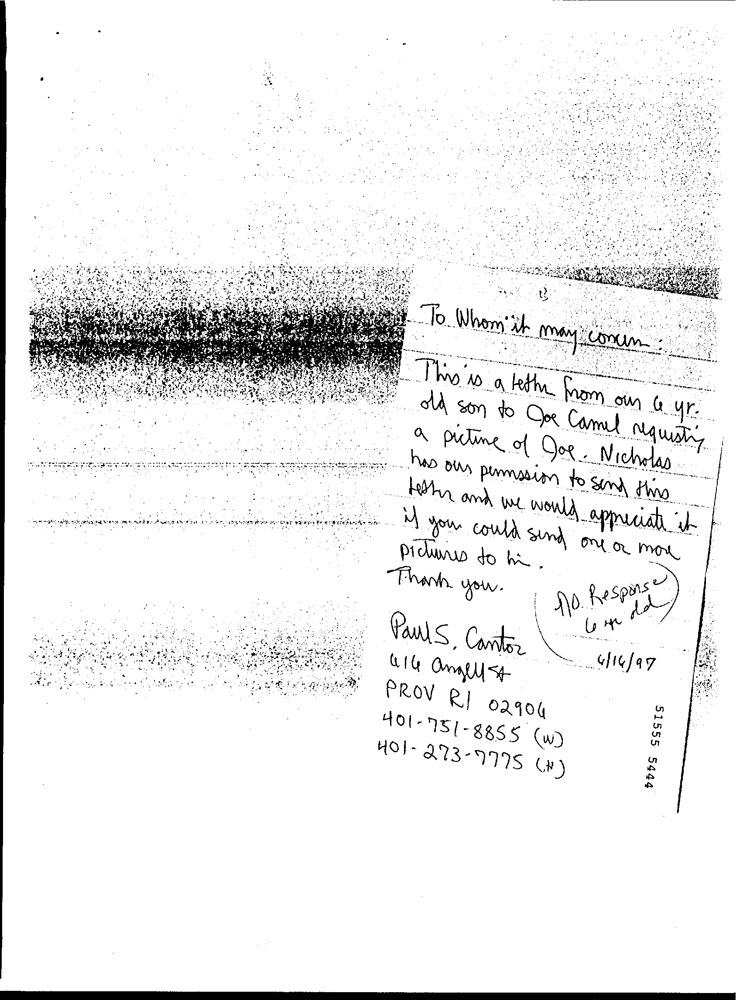 To Whom it may concern:
This is a letter from our 6 yr.
old son to Joe Camel requesting
a picture of Joe. Nicholas
has our permission to send this
letter and we would appreciate it
if you could send one or more
pictures to him.
Thank you.
No Response
6 yr old
Paul S. Cantor
616 Angell St
6/16/97
PROV RI 02906
401-751-8855 (W)
401-273-7775 (H)
51555 5444